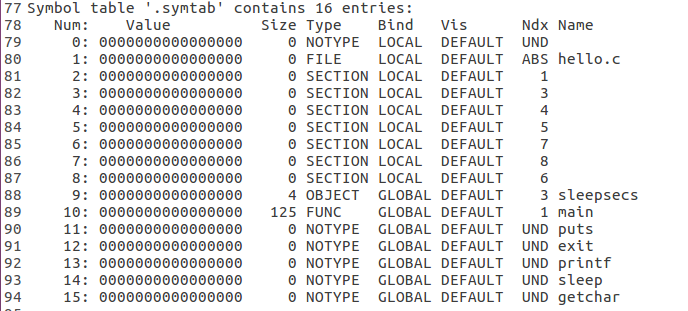 77 Symbol table '.symtab' contains 16 entries:
78    Num:    Value          Size Type    Bind   Vis      Ndx Name
79      0: 0000000000000000     0 NOTYPE  LOCAL  DEFAULT  UND
80      1: 0000000000000000     0 FILE    LOCAL  DEFAULT  ABS hello.c
81      2: 0000000000000000     0 SECTION LOCAL  DEFAULT    1
82      3: 0000000000000000     0 SECTION LOCAL  DEFAULT    3
83      4: 0000000000000000     0 SECTION LOCAL  DEFAULT    4
84      5: 0000000000000000     0 SECTION LOCAL  DEFAULT    5
85      6: 0000000000000000     0 SECTION LOCAL  DEFAULT    7
86      7: 0000000000000000     0 SECTION LOCAL  DEFAULT    8
87      8: 0000000000000000     0 SECTION LOCAL  DEFAULT    6
88      9: 0000000000000000     4 OBJECT  GLOBAL DEFAULT    3 sleepsecs
89     10: 0000000000000000   125 FUNC    GLOBAL DEFAULT    1 main
90     11: 0000000000000000     0 NOTYPE  GLOBAL DEFAULT  UND puts
91     12: 0000000000000000     0 NOTYPE  GLOBAL DEFAULT  UND exit
92     13: 0000000000000000     0 NOTYPE  GLOBAL DEFAULT  UND printf
93     14: 0000000000000000     0 NOTYPE  GLOBAL DEFAULT  UND sleep
94     15: 0000000000000000     0 NOTYPE  GLOBAL DEFAULT  UND getchar